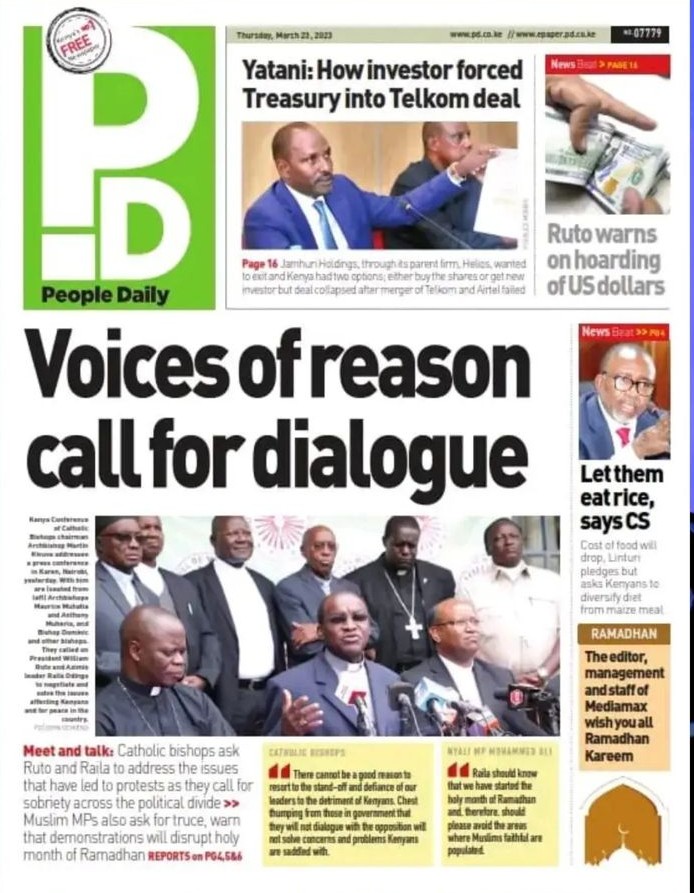 Kenya's No1
FREE
newspaper
PD
People Daily
Thursday, March 23, 2023
www.pd.co.ke // www.epaper.pd.co.ke
NO. 07779
Yatani: How investor forced
Treasury into Telkom deal
Page 16 Jamhuri Holdings, through its parent firm, Helios, wanted
to exit and Kenya had two options; either buy the shares or get new
investor but deal collapsed after merger of Telkom and Airtel failed
News Beat > PAGE 16
Ruto warns
on hoarding
of US dollars
Voices of reason
call for dialogue
Kenya Conference
of Catholic
Bishops chairman
Archbishop Martin
Kivuva addresses
a press conference
in Karen, Nairobi,
yesterday. With him
are (seated from
left) Archbishops
Maurice Muhatia
and Anthony
Muheria, and
Bishop Dominic
and other bishops.
They called on
President William
Ruto and Azimio
leader Raila Odinga
to negotiate and
solve the issues
affecting Kenyans
and for peace in the
country.
Meet and talk: Catholic bishops ask
Ruto and Raila to address the issues
that have led to protests as they call for
sobriety across the political divide >>
Muslim MPs also ask for truce, warn
that demonstrations will disrupt holy
month of Ramadhan REPORTS on PG4,5&6
CATHOLIC BISHOPS
There cannot be a good reason to
resort to the stand-off and defiance of our
leaders to the detriment of Kenyans. Chest
thumping from those in government that
they will not dialogue with the opposition will
not solve concerns and problems Kenyans
are saddled with.
NYALI MP MOHAMMED ALI
Raila should know
that we have started the
holy month of Ramadhan
and, therefore, should
please avoid the areas
where Muslims faithful are
populated.
News Beat >> PG4
Let them
eat rice,
says CS
Cost of food will
drop, Linturi
pledges but
asks Kenyans to
diversify diet
from maize meal
RAMADHAN
The editor,
management
and staff of
Mediamax
wish you all
Ramadhan
Kareem